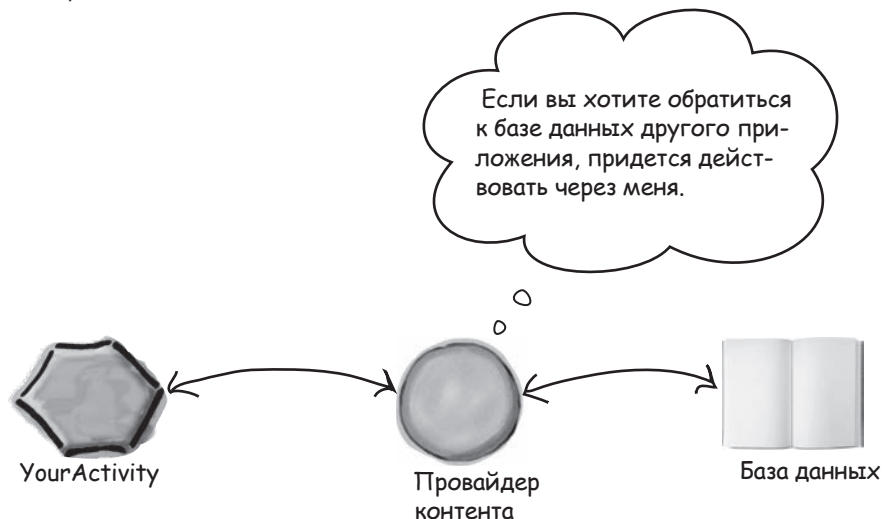 Если вы хотите обратиться
к базе данных другого при-
ложения, придется дейст-
вовать через меня.
YourActivity
Провайдер
контента
База данных